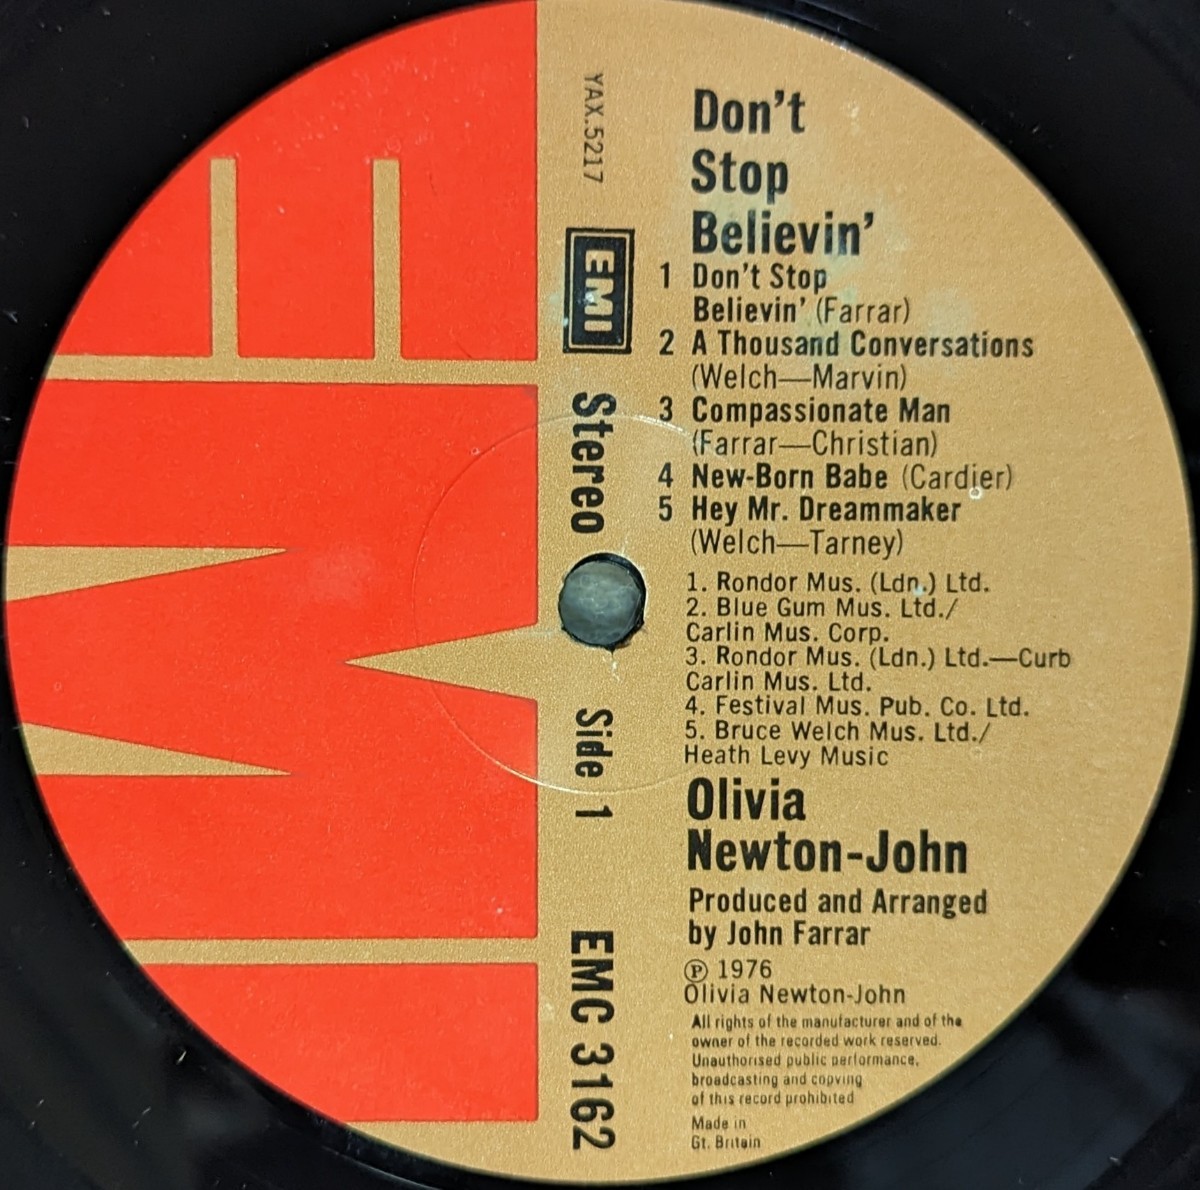 YAX.5217
EMI
Stereo
Side 1
EMC 3162
Don't
Stop
Believin'
1 Don't Stop
Believin' (Farrar)
2 A Thousand Conversations
(Welch—Marvin)
3 Compassionate Man
(Farrar—Christian)
4 New-Born Babe (Cardier)
5 Hey Mr. Dreammaker
(Welch—Tarney)
1. Rondor Mus. (Ldn.) Ltd.
2. Blue Gum Mus. Ltd./
Carlin Mus. Corp.
3. Rondor Mus. (Ldn.) Ltd.—Curb
Carlin Mus. Ltd.
4. Festival Mus. Pub. Co. Ltd.
5. Bruce Welch Mus. Ltd./
Heath Levy Music
Olivia
Newton-John
Produced and Arranged
by John Farrar
℗ 1976
Olivia Newton-John
All rights of the manufacturer and of the
owner of the recorded work reserved.
Unauthorised public performance,
broadcasting and copying
of this record prohibited
Made in
Gt. Britain
EMI